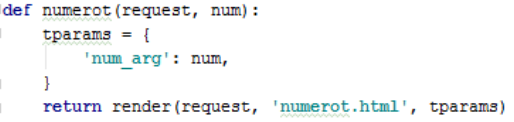 def numerot(request, num):
    tparams = {
        'num_arg': num,
    }
    return render(request, 'numerot.html', tparams)